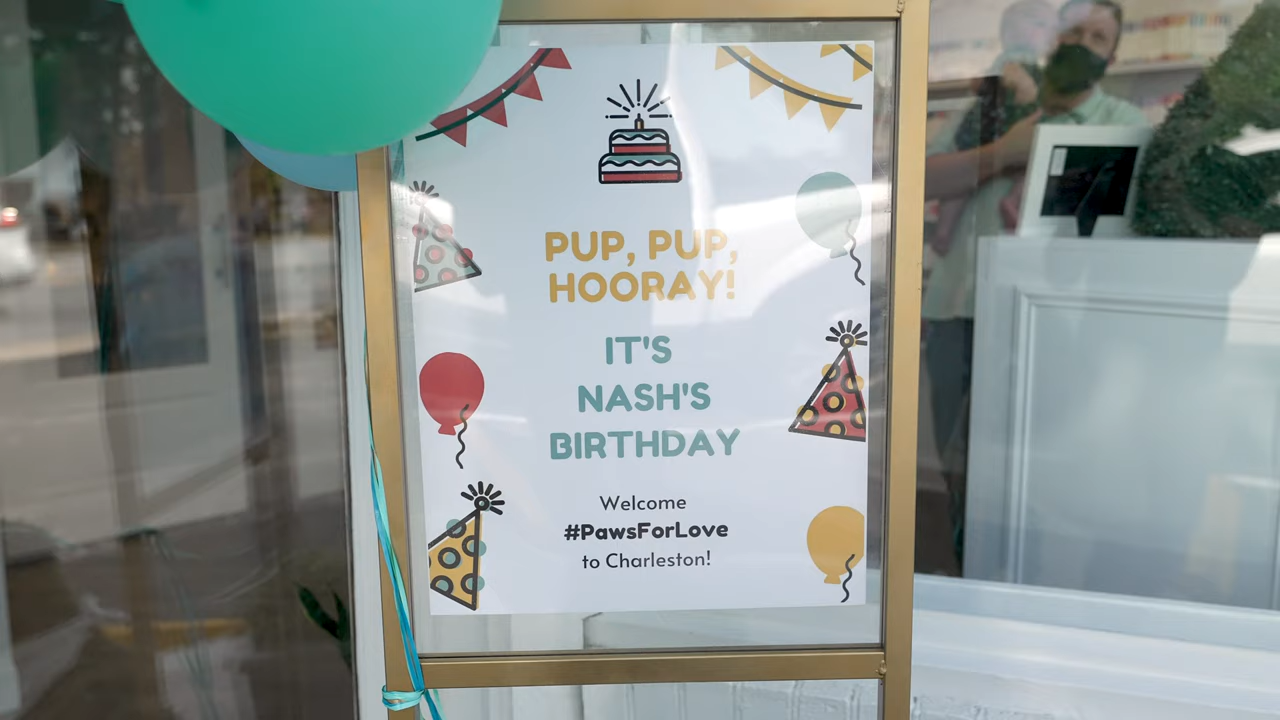 PUP, PUP,
HOORAY!
IT'S
NASH'S
BIRTHDAY
Welcome
#PawsForLove
to Charleston!